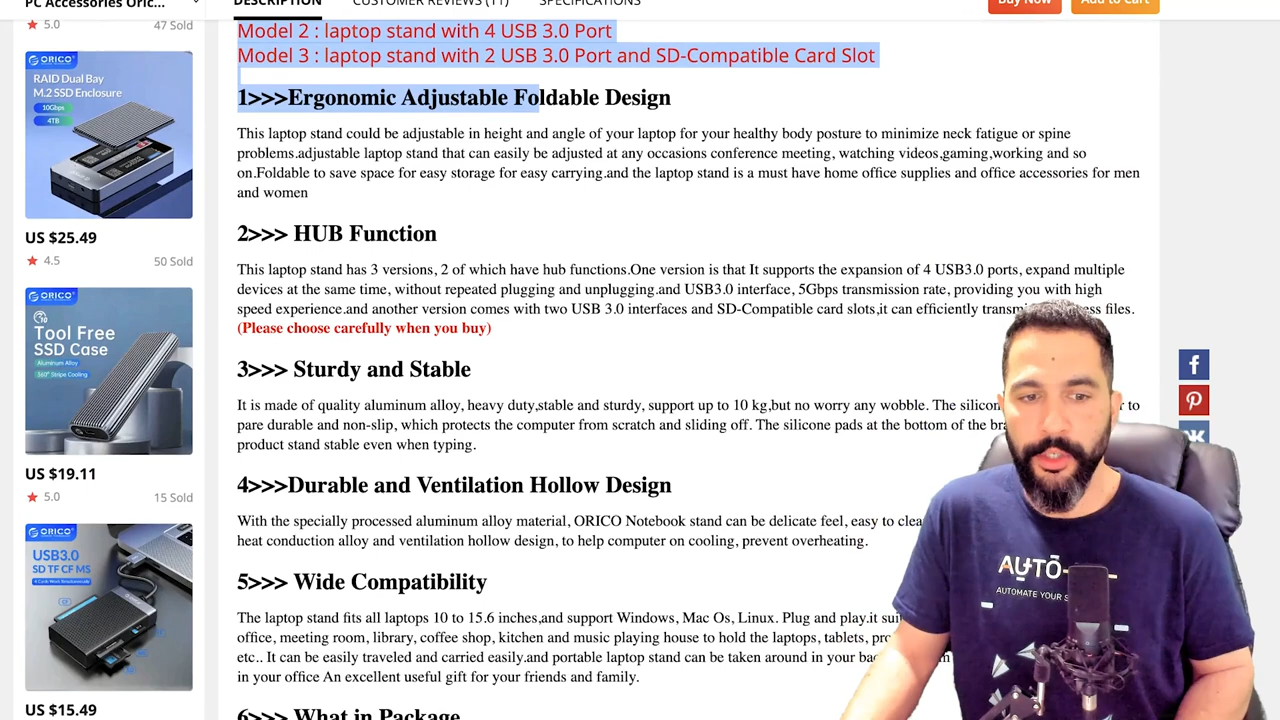 PC Accessories Oric...
DESCRIPTION
CUSTOMER REVIEWS (11)
SPECIFICATIONS
Buy Now
Add to Cart
5.0
47 Sold
ORICO
RAID Dual Bay
M.2 SSD Enclosure
10Gbps
4TB
US $25.49
4.5
50 Sold
ORICO
Tool Free
SSD Case
Aluminum Alloy
360° Stripe Cooling
US $19.11
5.0
15 Sold
ORICO
USB3.0
SD TF CF MS
US $15.49
Model 2 : laptop stand with 4 USB 3.0 Port
Model 3 : laptop stand with 2 USB 3.0 Port and SD-Compatible Card Slot
1>>>Ergonomic Adjustable Foldable Design
This laptop stand could be adjustable in height and angle of your laptop for your healthy body posture to minimize neck fatigue or spine
problems.adjustable laptop stand that can easily be adjusted at any occasions conference meeting, watching videos,gaming,working and so
on.Foldable to save space for easy storage for easy carrying.and the laptop stand is a must have home office supplies and office accessories for men
and women
2>>> HUB Function
This laptop stand has 3 versions, 2 of which have hub functions.One version is that It supports the expansion of 4 USB3.0 ports, expand multiple
devices at the same time, without repeated plugging and unplugging.and USB3.0 interface, 5Gbps transmission rate, providing you with high
speed experience.and another version comes with two USB 3.0 interfaces and SD-Compatible card slots,it can efficiently files.
(Please choose carefully when you buy)
3>>> Sturdy and Stable
It is made of quality aluminum alloy, heavy duty,stable and sturdy, support up to 10 kg,but no worry any wobble. The to
pare durable and non-slip, which protects the computer from scratch and sliding off. The silicone pads at the bottom of the
product stand stable even when typing.
4>>>Durable and Ventilation Hollow Design
With the specially processed aluminum alloy material, ORICO Notebook stand can be delicate feel, easy to
heat conduction alloy and ventilation hollow design, to help computer on cooling, prevent overheating.
5>>> Wide Compatibility
The laptop stand fits all laptops 10 to 15.6 inches,and support Windows, Mac Os, Linux. Plug and play.it
office, meeting room, library, coffee shop, kitchen and music playing house to hold the laptops, tablets,
etc.. It can be easily traveled and carried easily.and portable laptop stand can be taken around in your
in your office An excellent useful gift for your friends and family.
6>>> What in Package
AUTO
AUTOMATE YOUR